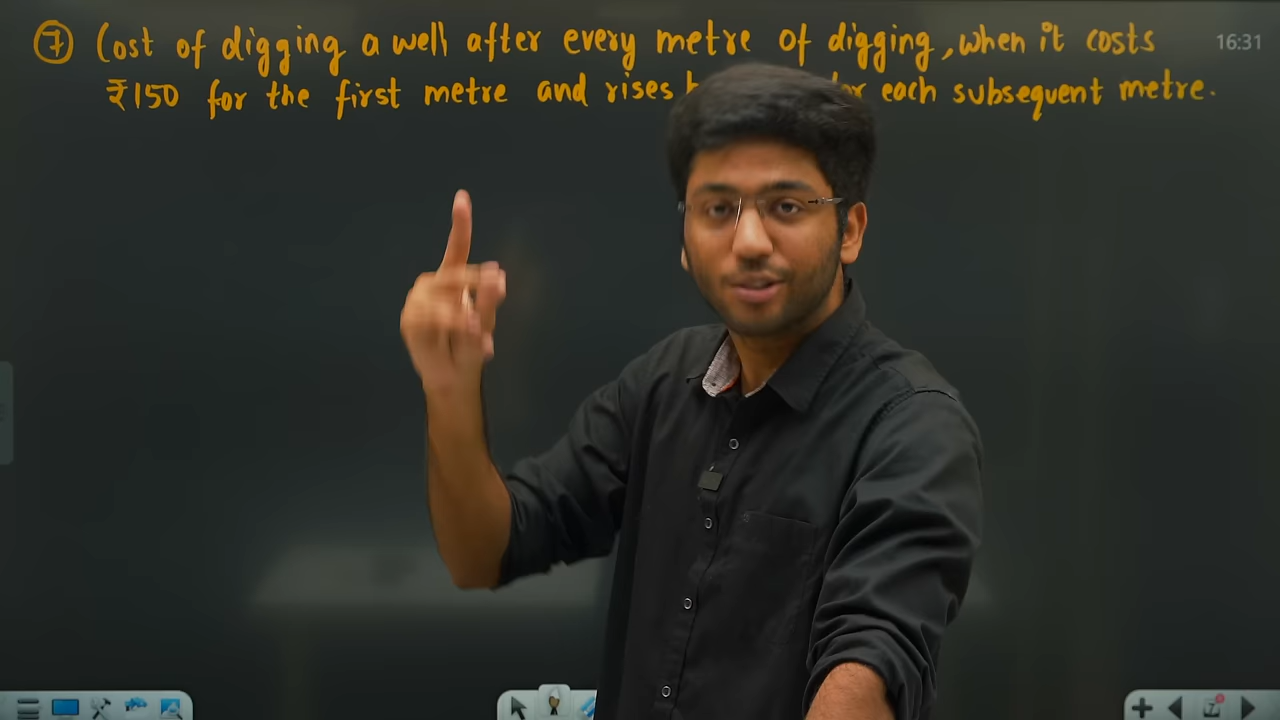 ⑦ Cost of digging a well after every metre of digging, when it costs
₹150 for the first metre and rises each subsequent metre.
16:31